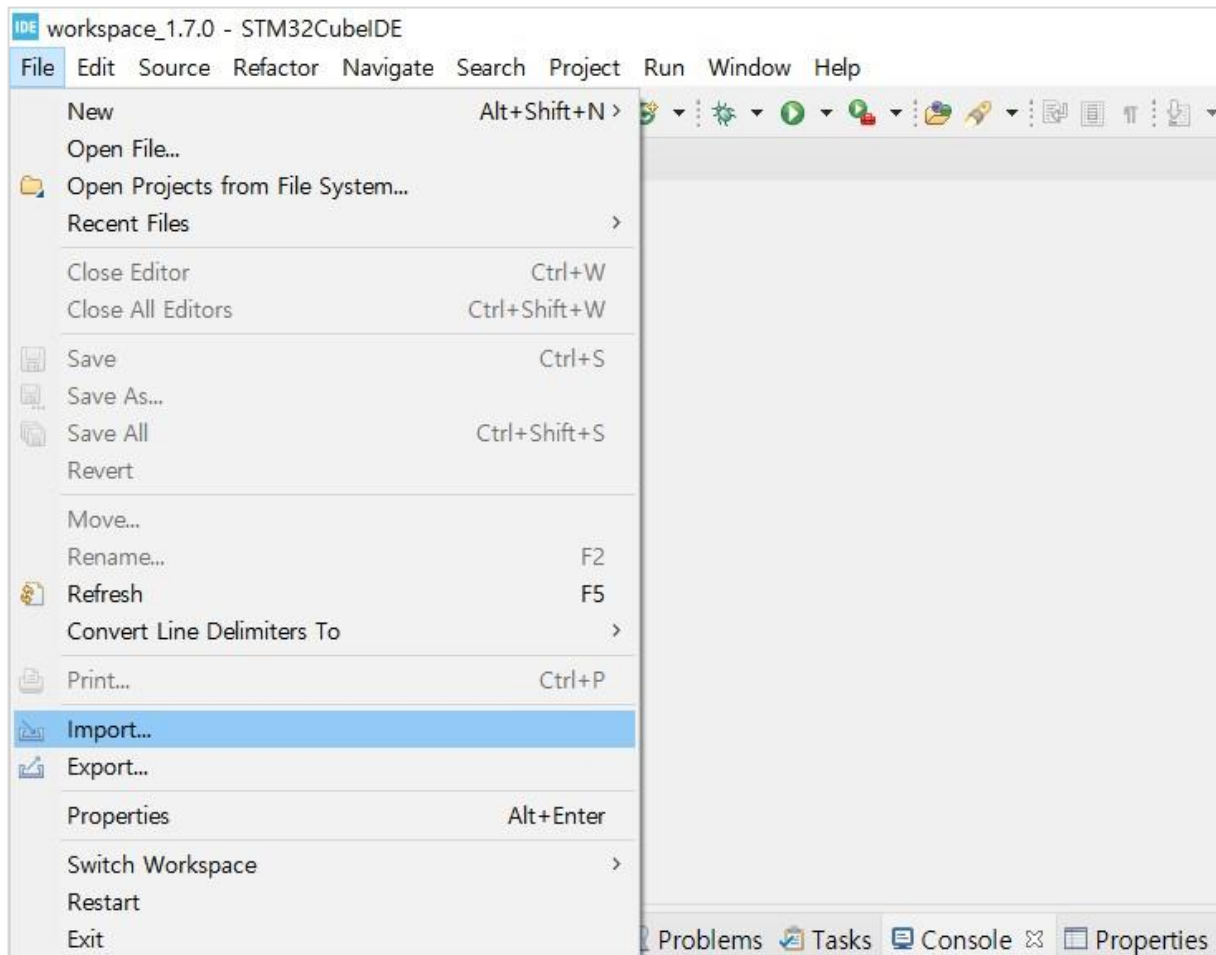 IDE workspace_1.7.0 - STM32CubeIDE
File Edit Source Refactor Navigate Search Project Run Window Help
New Alt+Shift+N >
Open File...
Open Projects from File System...
Recent Files >
Close Editor Ctrl+W
Close All Editors Ctrl+Shift+W
Save Ctrl+S
Save As...
Save All Ctrl+Shift+S
Revert
Move...
Rename... F2
Refresh F5
Convert Line Delimiters To >
Print... Ctrl+P
Import...
Export...
Properties Alt+Enter
Switch Workspace >
Restart
Exit
Problems Tasks Console Properties